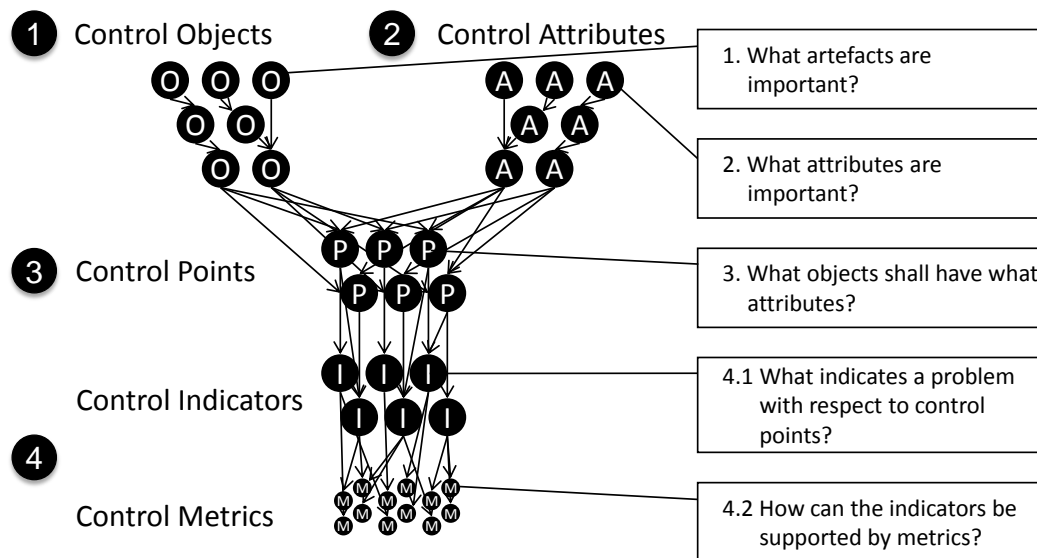 1 Control Objects
2 Control Attributes
O O O
A A A
O O
A A
O O
A A
1. What artefacts are
important?
2. What attributes are
important?
3 Control Points
P P P
P P P
3. What objects shall have what
attributes?
Control Indicators
I I I
I I I
4.1 What indicates a problem
with respect to control
points?
4
Control Metrics
M M M
M M M
M M M
M M
4.2 How can the indicators be
supported by metrics?